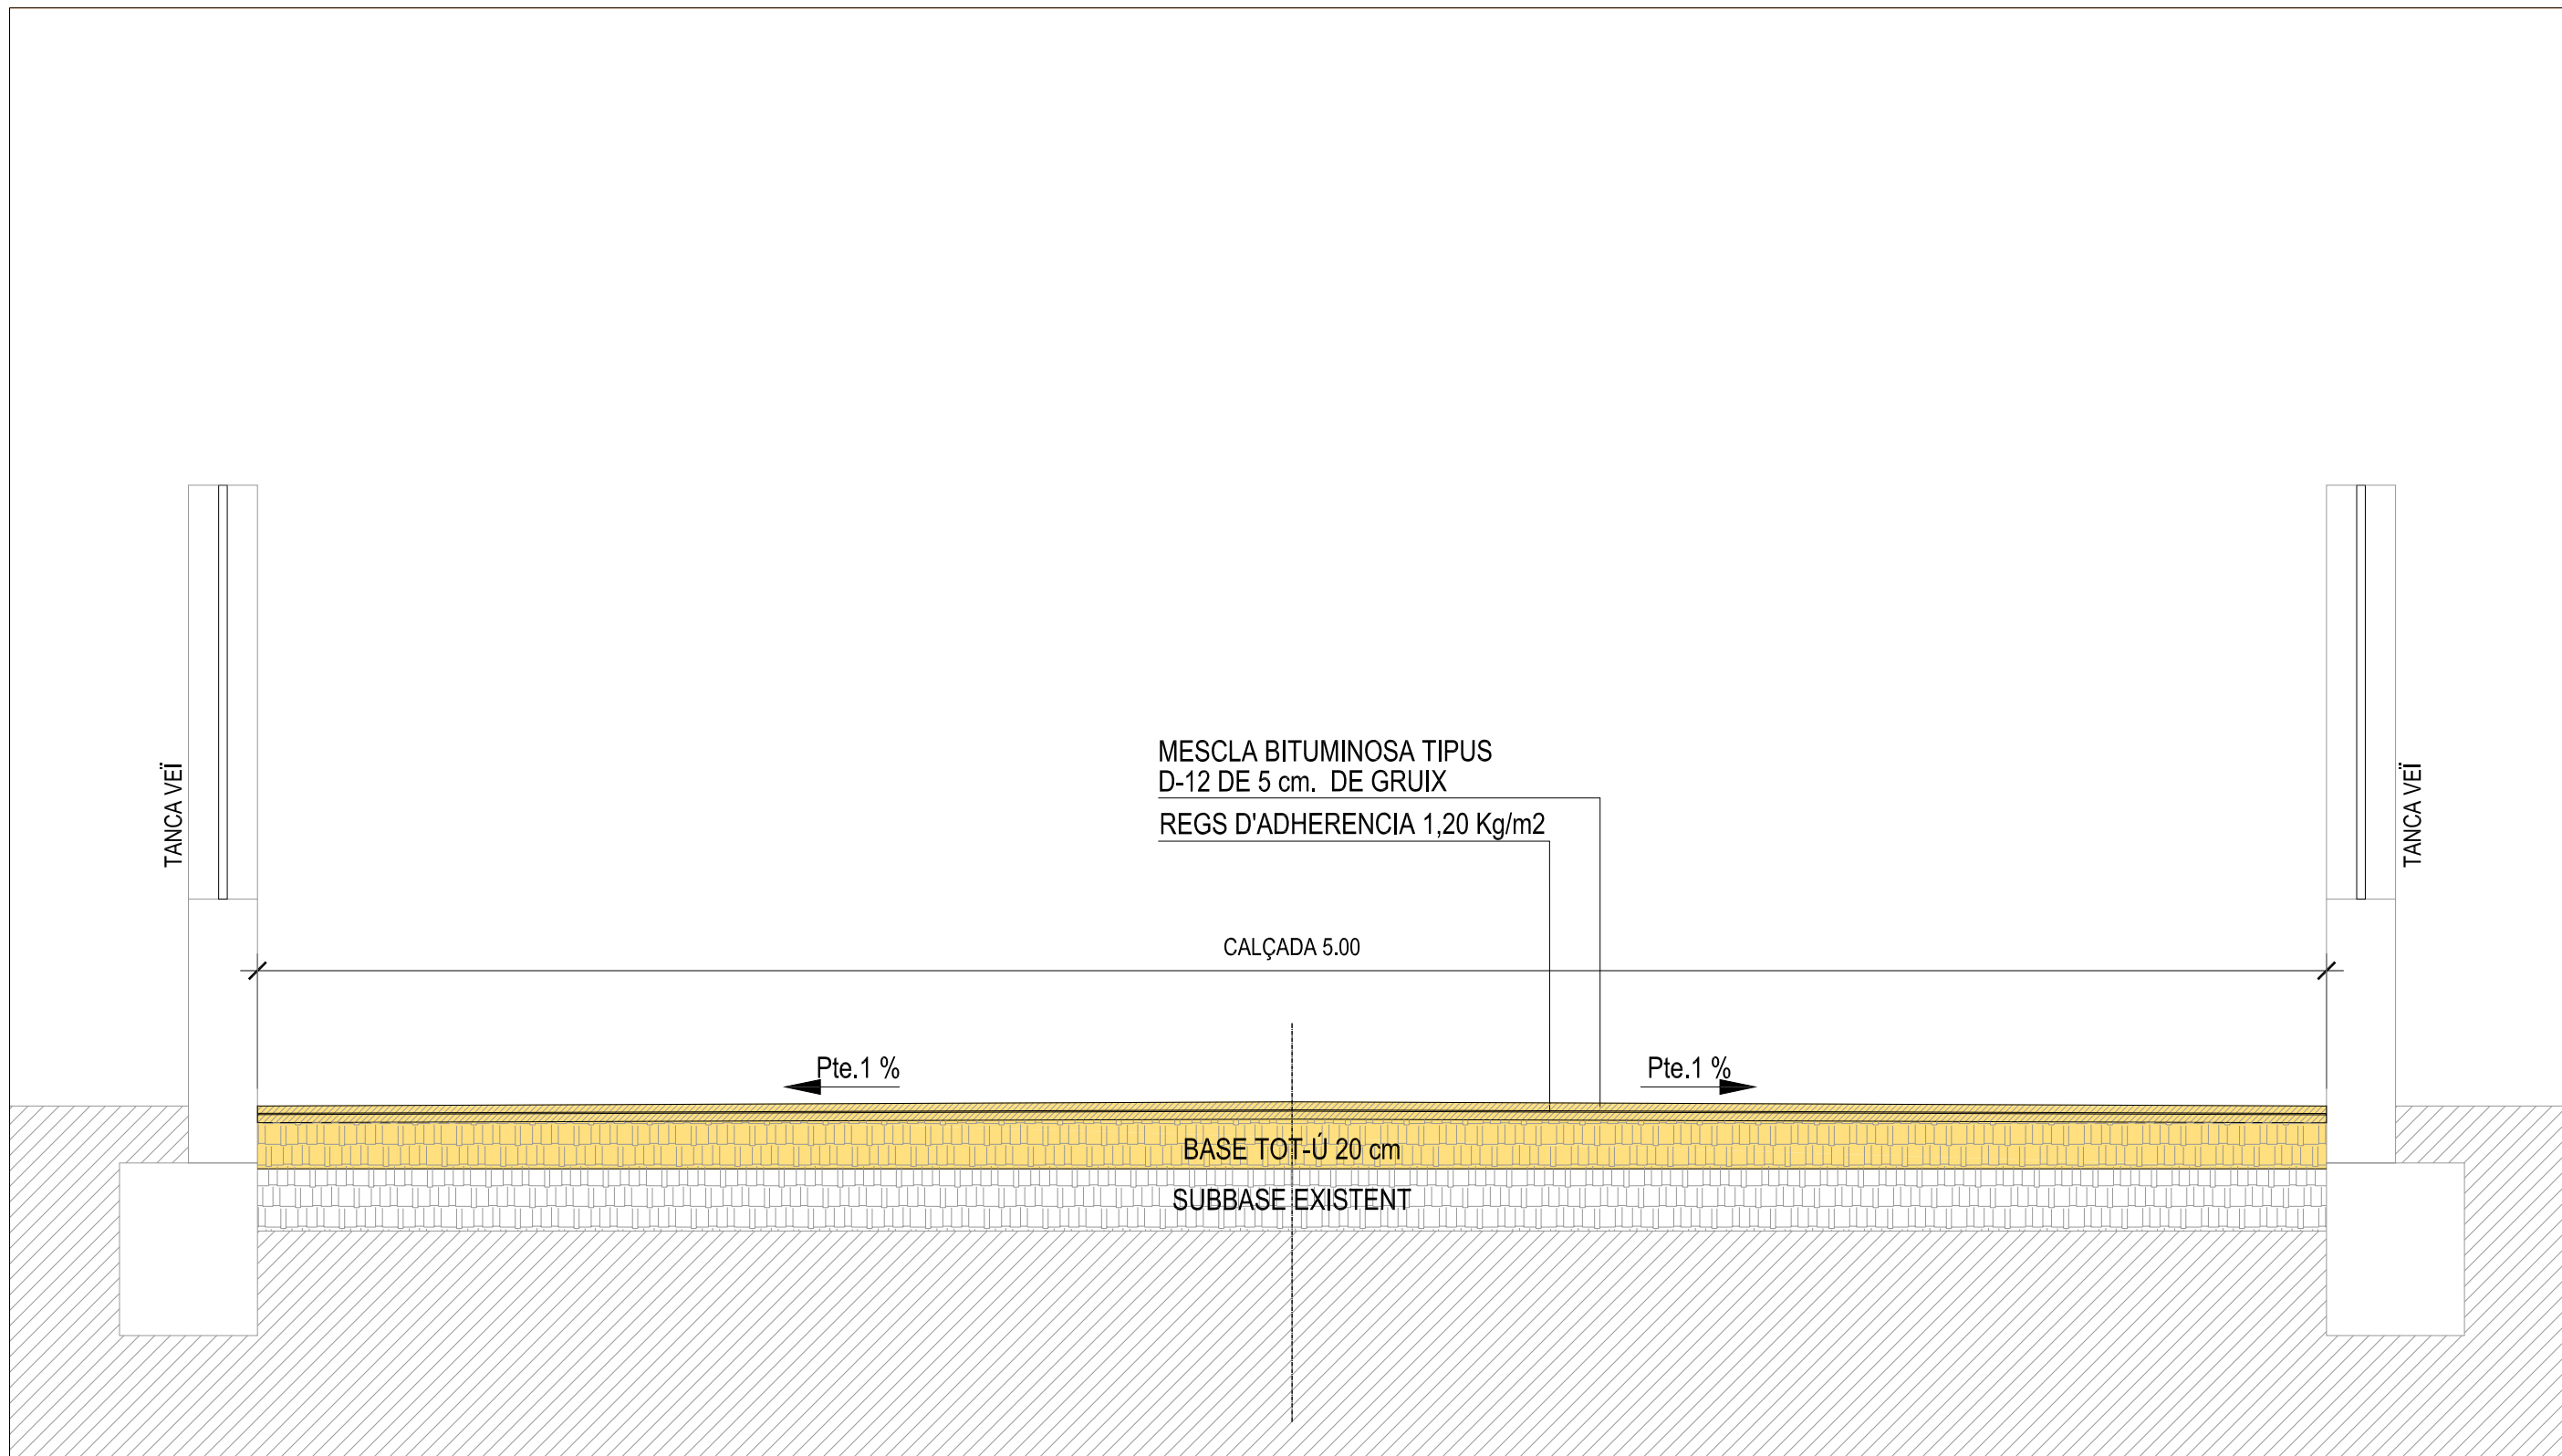 MESCLA BITUMINOSA TIPUS
D-12 DE 5 cm. DE GRUIX
REGS D'ADHERENCIA 1,20 Kg/m2
TANCA VEÏ
TANCA VEÏ
CALÇADA 5.00
Pte.1 %
Pte.1 %
BASE TOT-Ú 20 cm
SUBBASE EXISTENT